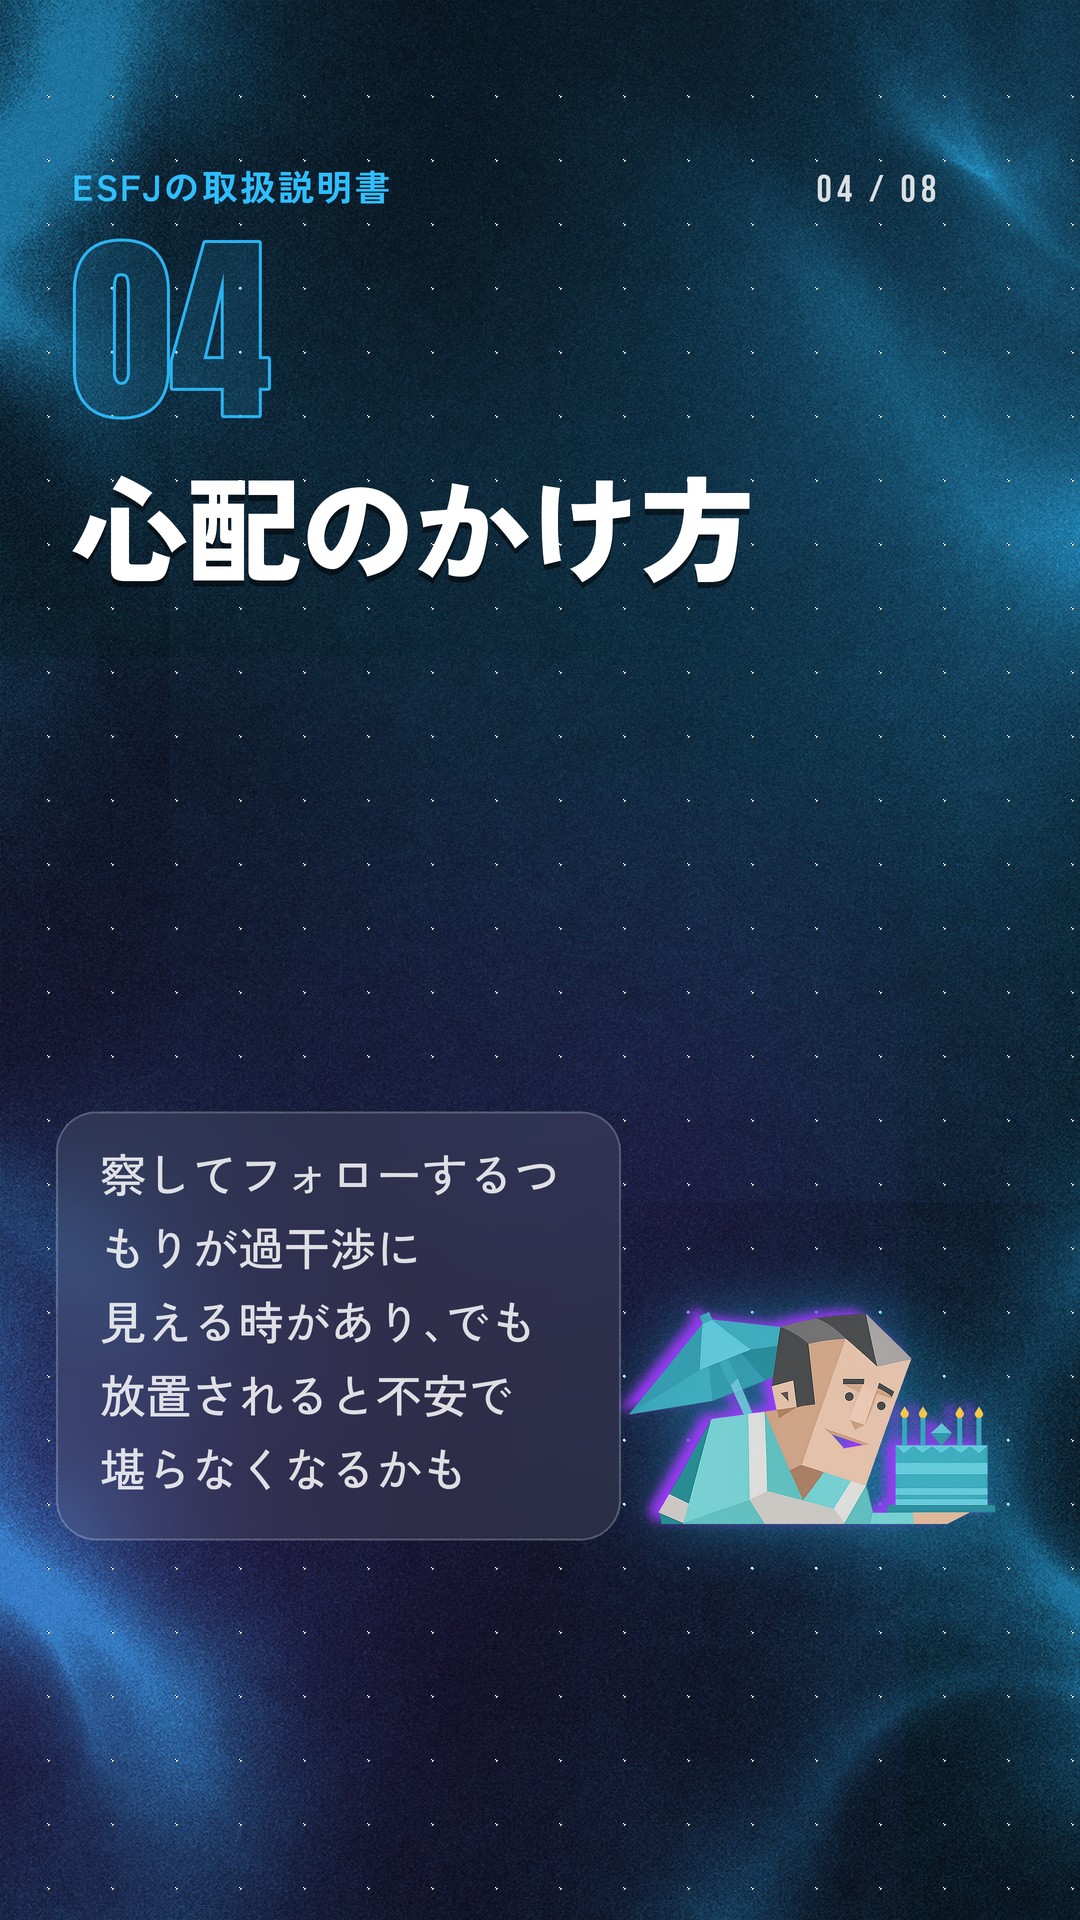 ESFJの取扱説明書
04 / 08
04
心配のかけ方
察してフォローするつ
もりが過干渉に
見える時があり、でも
放置されると不安で
堪らなくなるかも